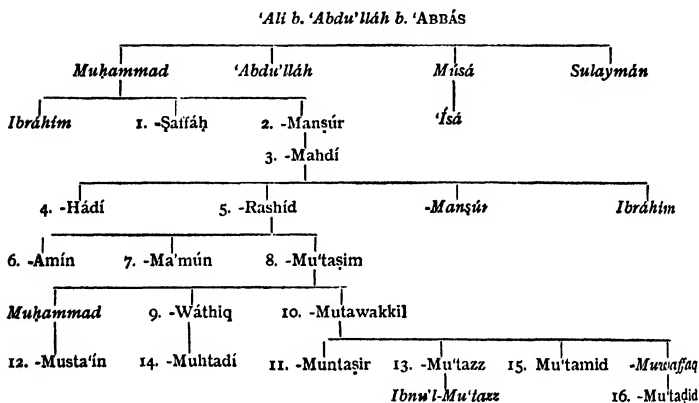 ‘Ali b. ‘Abdu’lláh b. ‘ABBÁS
Muḥammad ‘Abdu’lláh Músá Sulaymán
Ibráhím 1. -Ṣaffáḥ 2. -Manṣúr ‘Ísá
3. -Mahdí
4. -Hádí 5. -Rashíd -Manṣúr Ibráhím
6. -Amín 7. -Ma’mún 8. -Mu‘taṣim
Muḥammad 9. -Wáthiq 10. -Mutawakkil
12. -Musta‘ín 14. -Muhtadí 11. -Muntaṣir 13. -Mu‘tazz 15. Mu‘tamid -Muwaffaq
Ibnu’l-Mu‘tazz 16. -Mu‘taḍid